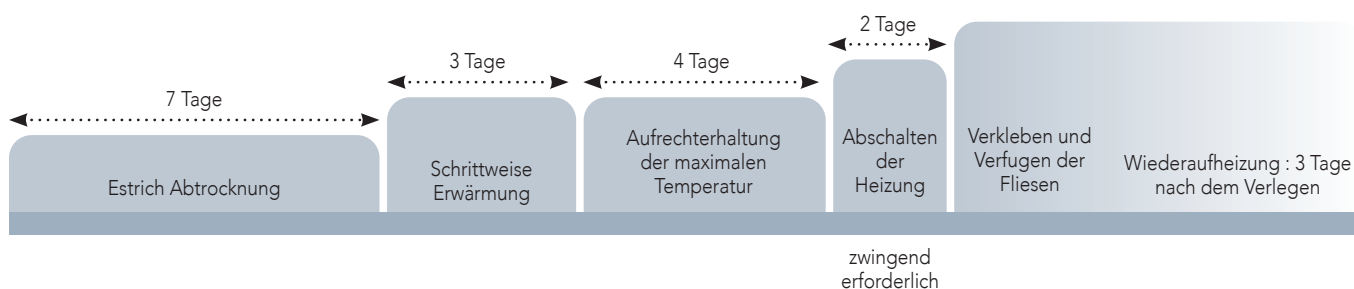 7 Tage
Estrich Abtrocknung
3 Tage
Schrittweise
Erwärmung
4 Tage
Aufrechterhaltung
der maximalen
Temperatur
2 Tage
Abschalten
der
Heizung
zwingend
erforderlich
Verkleben und
Verfugen der
Fliesen
Wiederaufheizung : 3 Tage
nach dem Verlegen